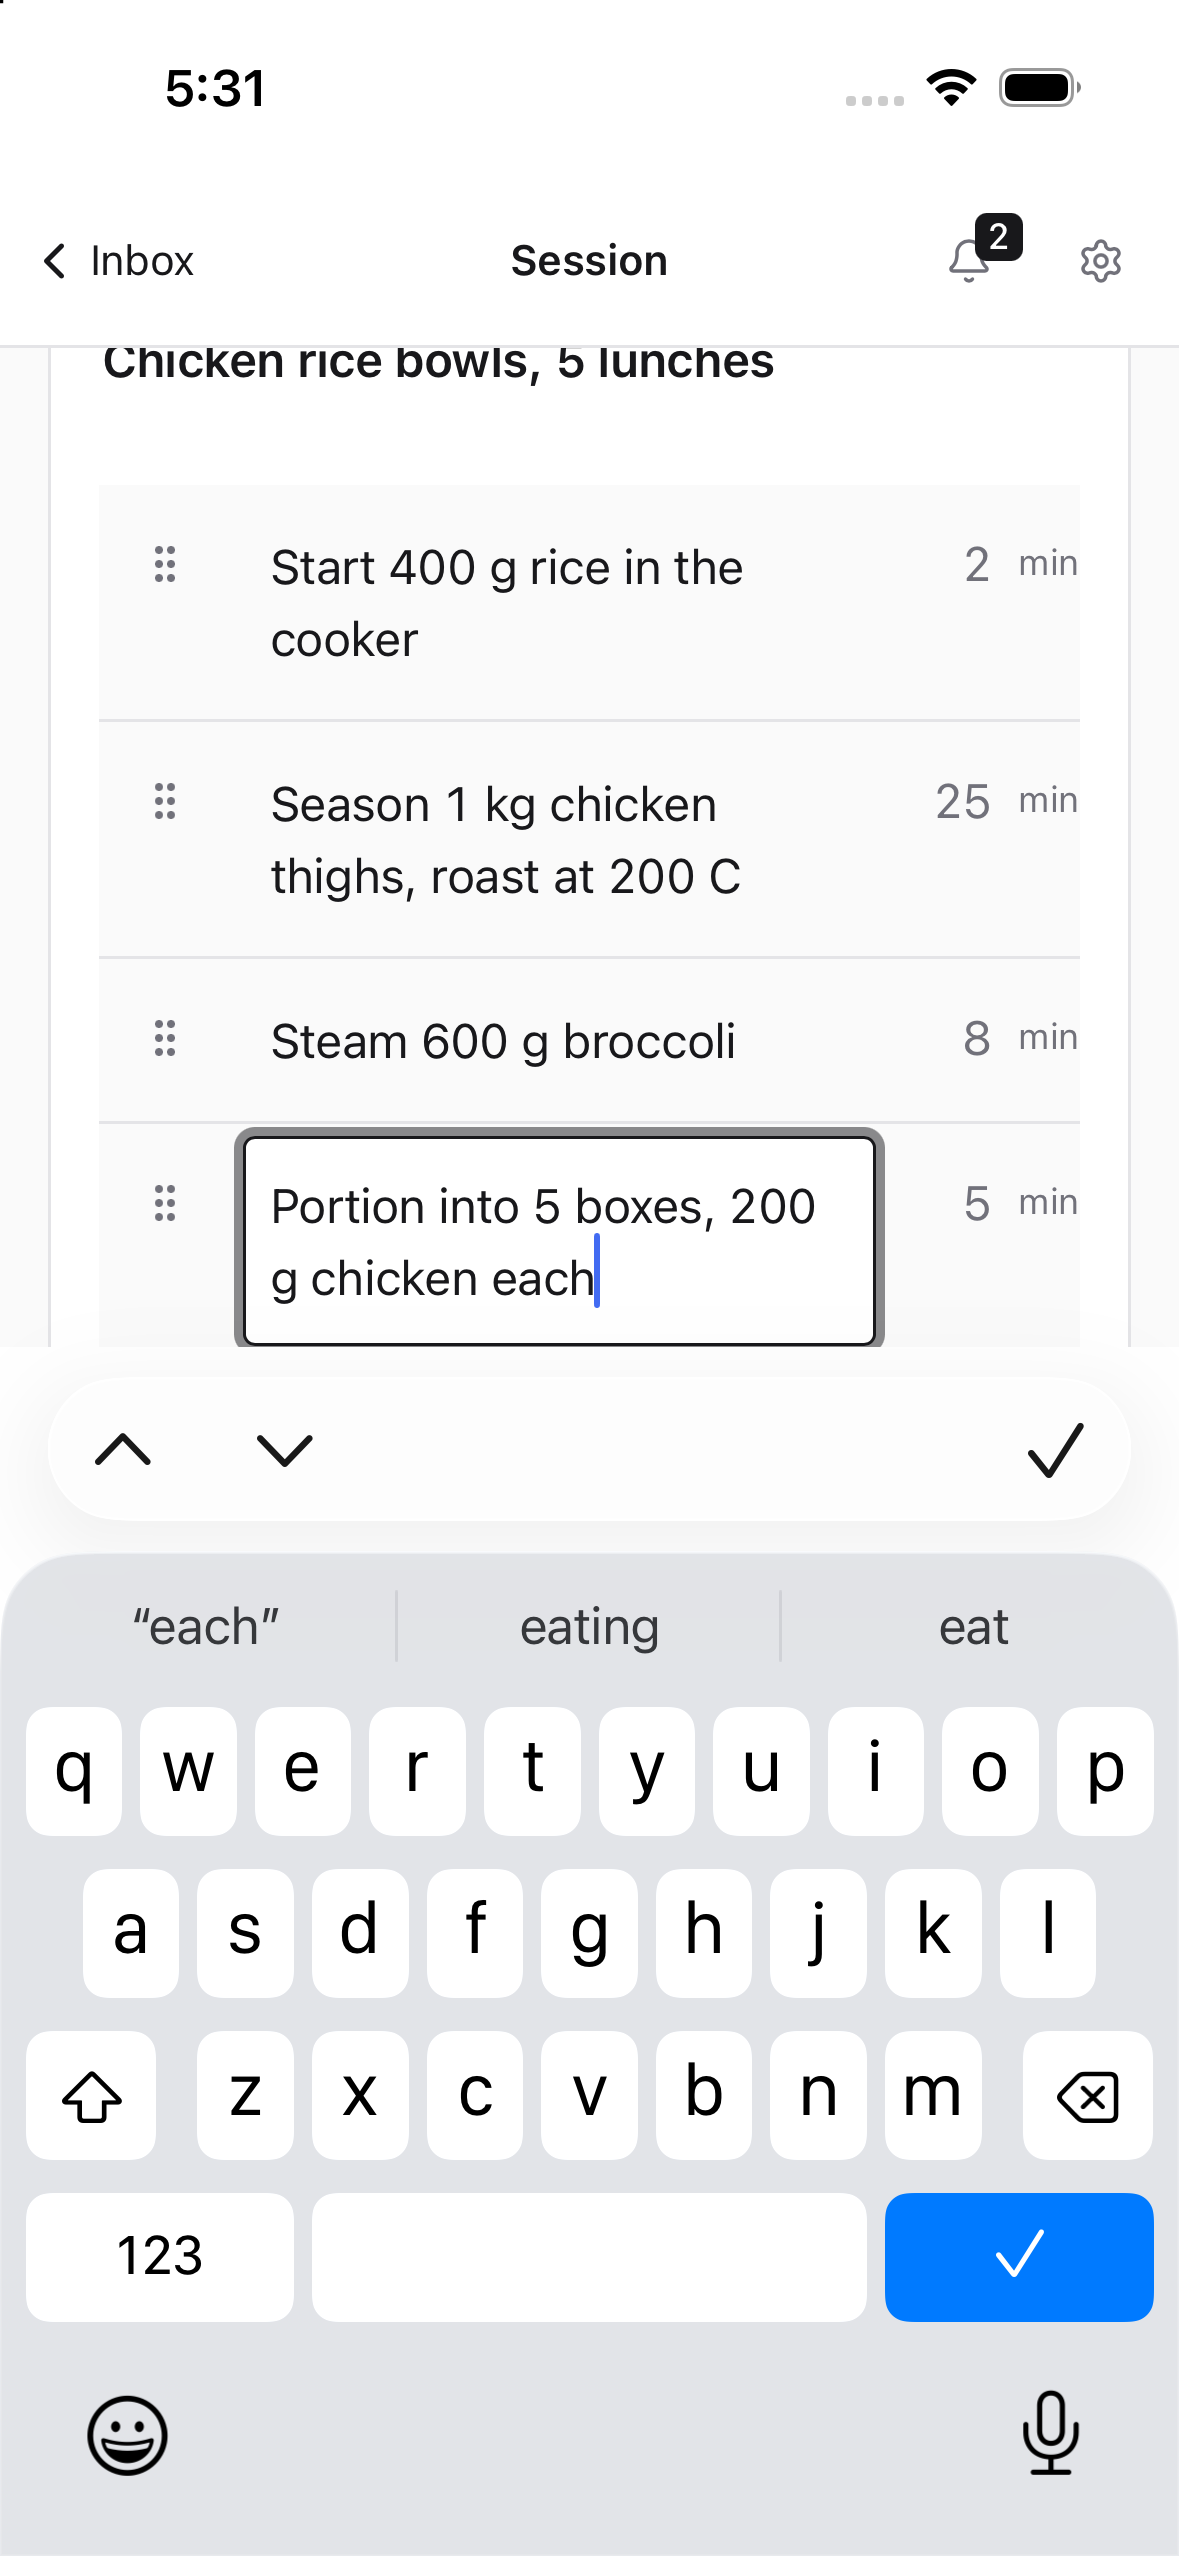 5:31
Inbox
Session
2
Chicken rice bowls, 5 lunches
Start 400 g rice in the
cooker
2 min
Season 1 kg chicken
thighs, roast at 200 C
25 min
Steam 600 g broccoli
8 min
Portion into 5 boxes, 200
g chicken each
5 min
“each” eating eat
q w e r t y u i o p
a s d f g h j k l
z x c v b n m
123